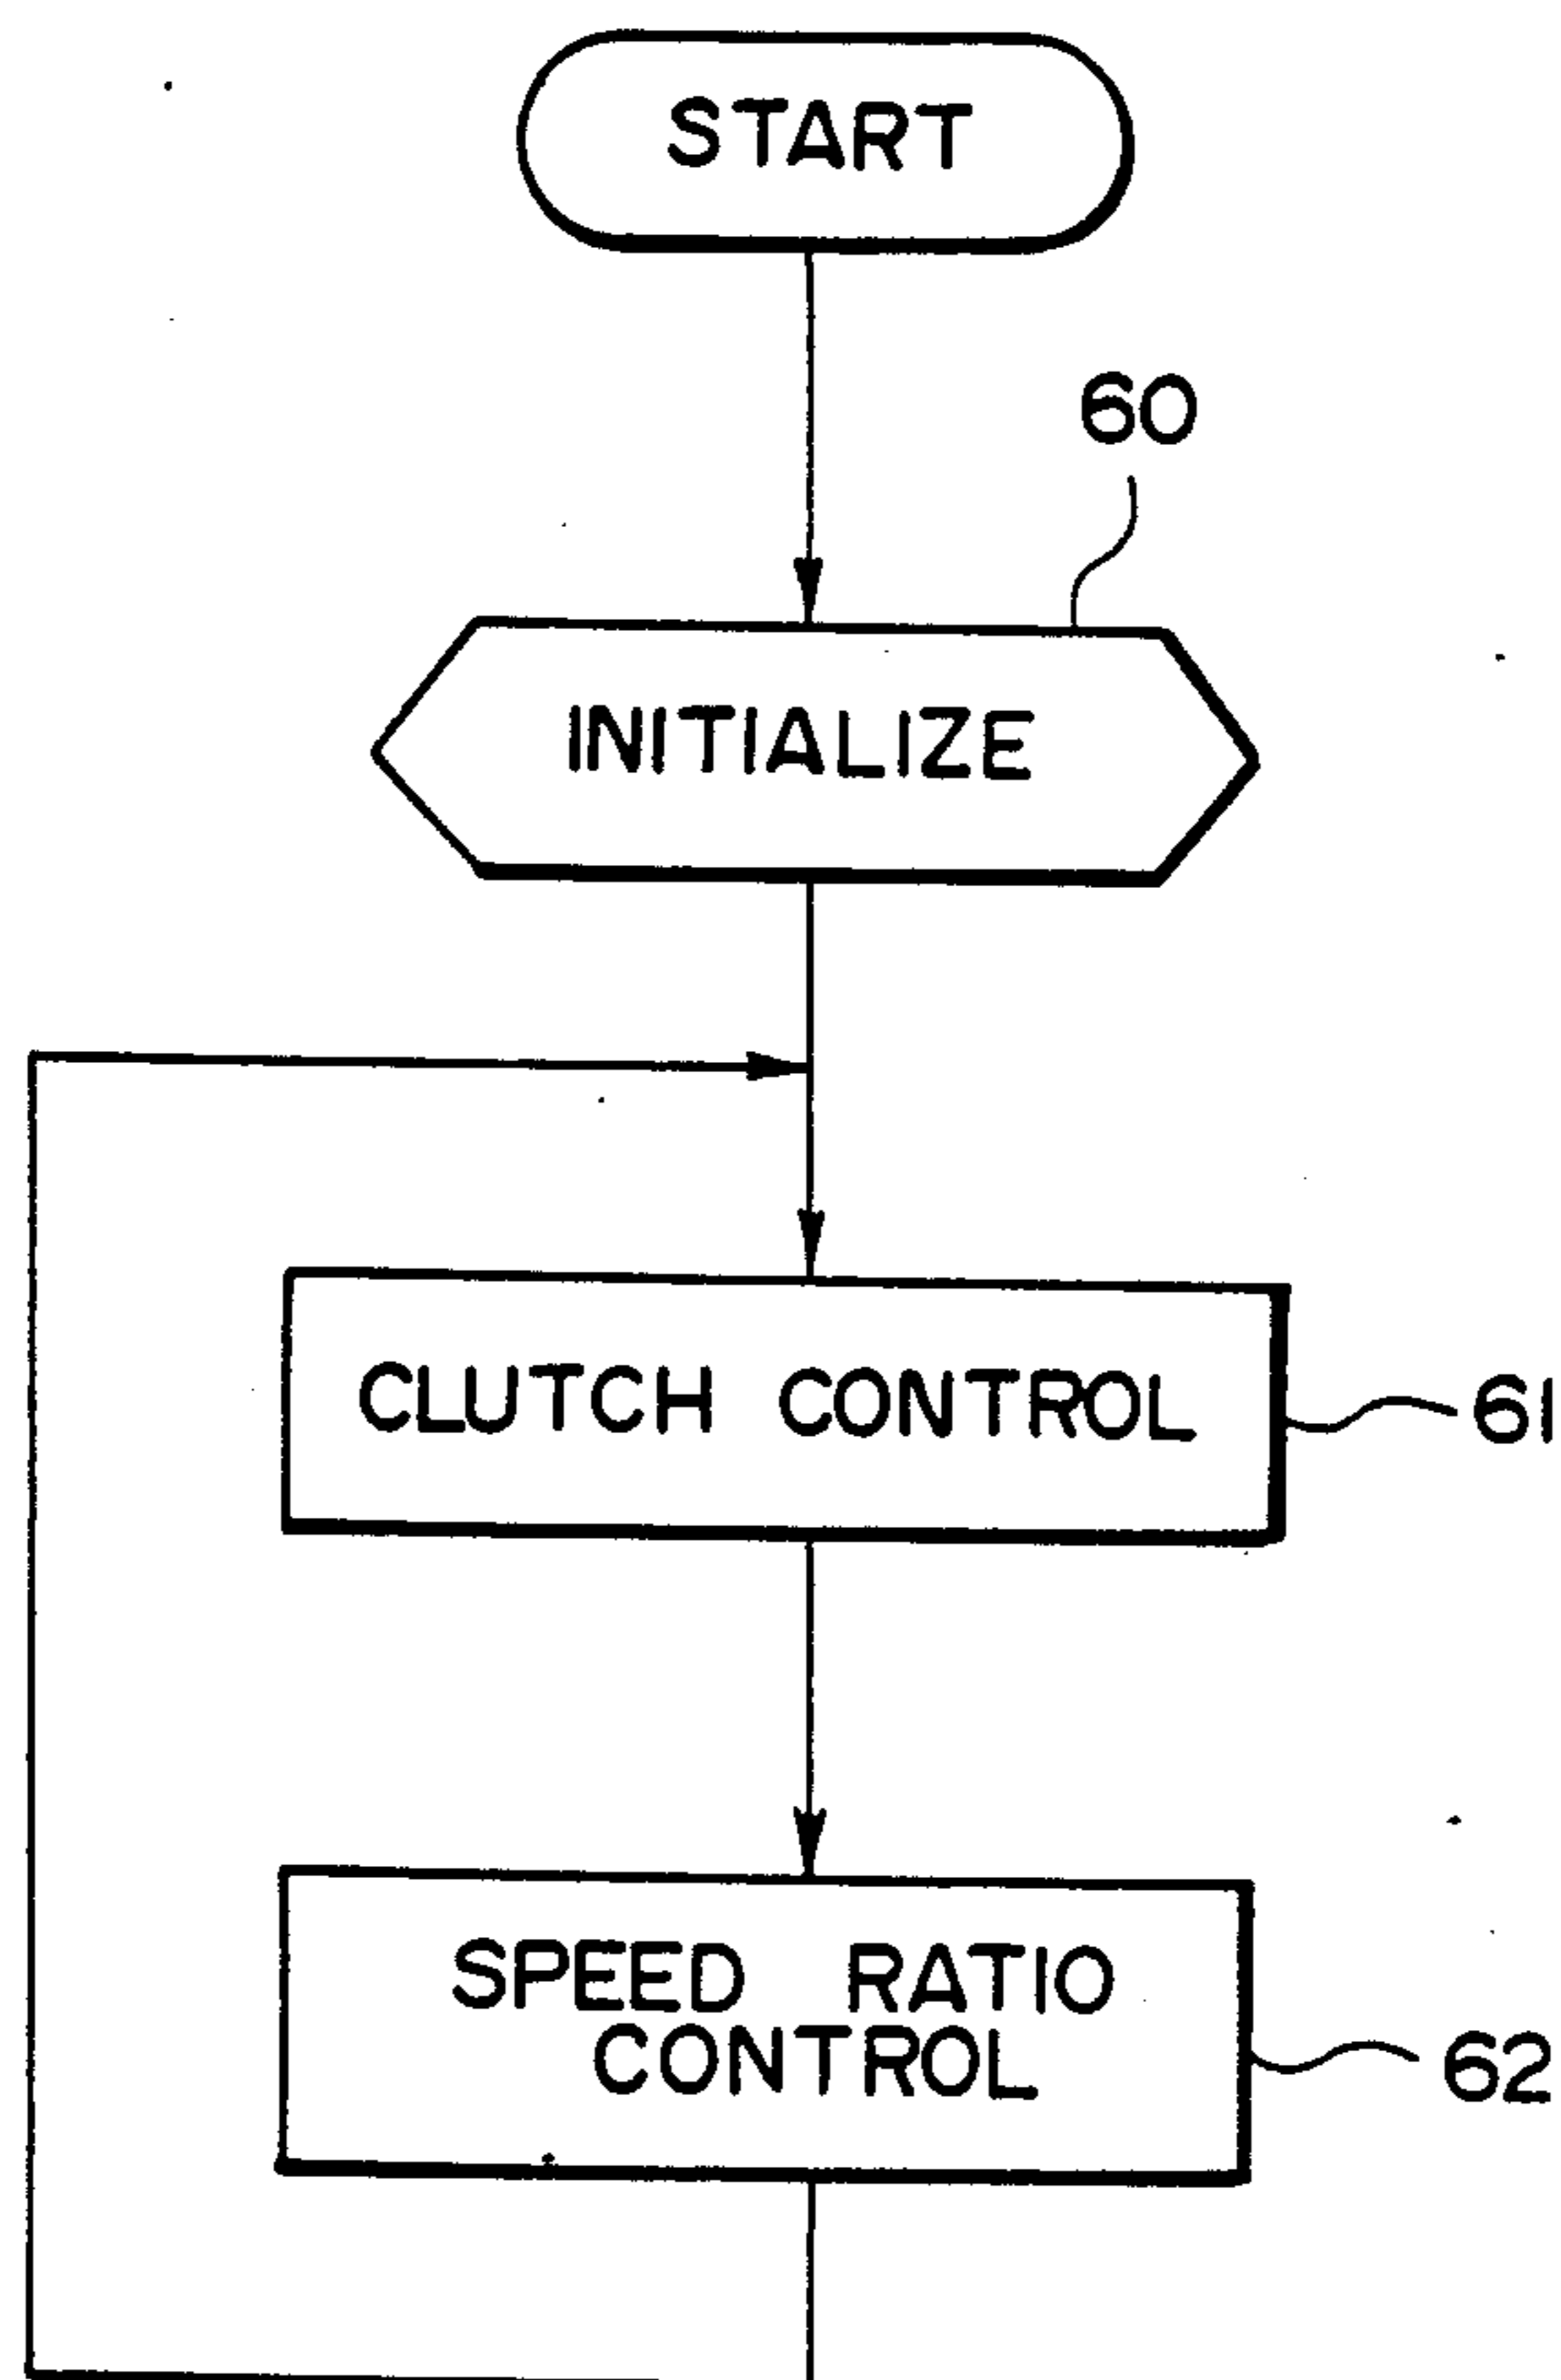 START
60
INITIALIZE
CLUTCH CONTROL
61
SPEED RATIO
CONTROL
62